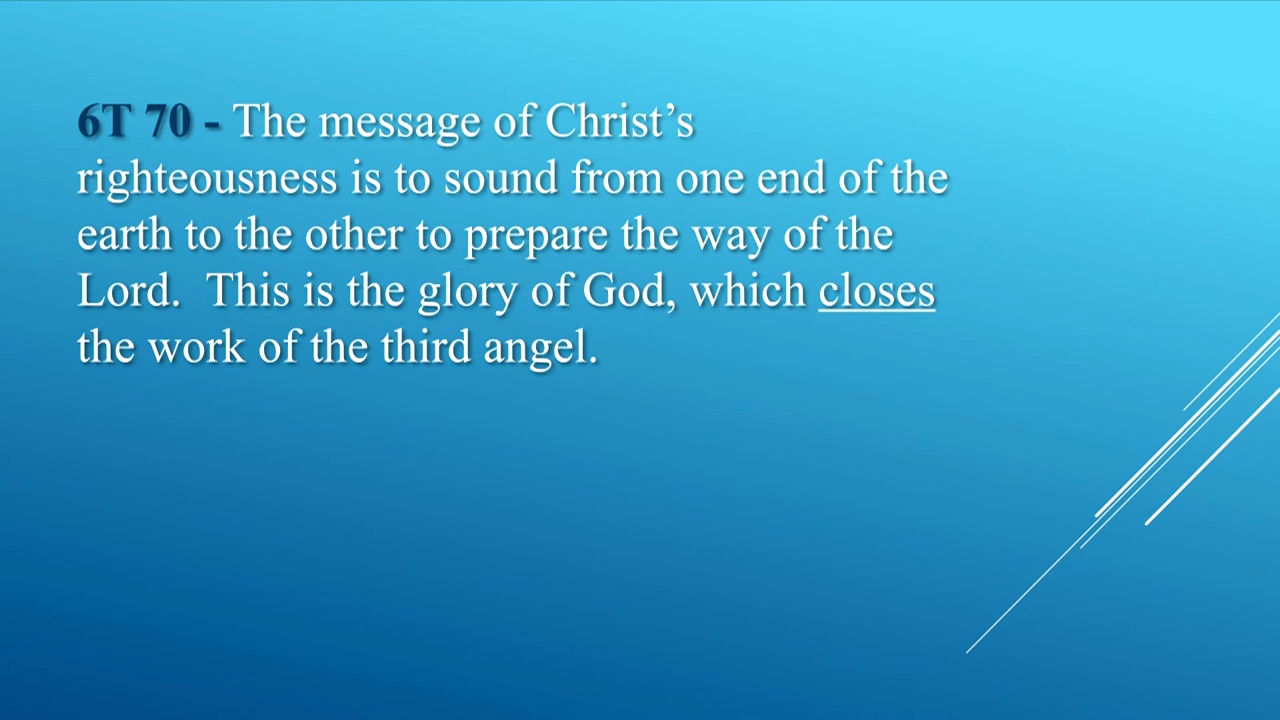 6T 70 - The message of Christ’s
righteousness is to sound from one end of the
earth to the other to prepare the way of the
Lord.  This is the glory of God, which closes
the work of the third angel.